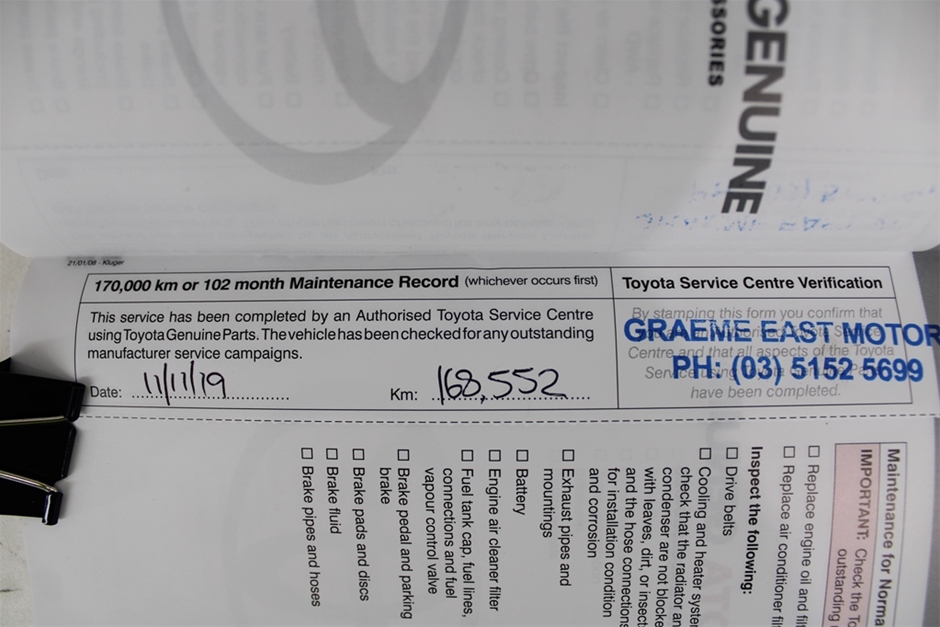 GENUINE
SSORIES
21/01/08 - Kluger
170,000 km or 102 month Maintenance Record (whichever occurs first)
Toyota Service Centre Verification
This service has been completed by an Authorised Toyota Service Centre
using Toyota Genuine Parts. The vehicle has been checked for any outstanding
manufacturer service campaigns.
Date: 11/11/19
Km: 168,552
By stamping this form you confirm that
Centre and that all aspects of the Toyota
have been completed.
GRAEME EAST MOTOR
PH: (03) 5152 5699
Maintenance for Norma
IMPORTANT: Check the To
outstanding
☐ Replace engine oil and filt
☐ Replace air conditioner filt
Inspect the following:
☐ Drive belts
☐ Cooling and heater system
check that the radiator an
condenser are not blocke
with leaves, dirt, or insect
and the hose connections
for installation condition
and corrosion
☐ Exhaust pipes and
mountings
☐ Battery
☐ Engine air cleaner filter
☐ Fuel tank cap, fuel lines,
connections and fuel
vapour control valve
☐ Brake pedal and parking
brake
☐ Brake pads and discs
☐ Brake fluid
☐ Brake pipes and hoses